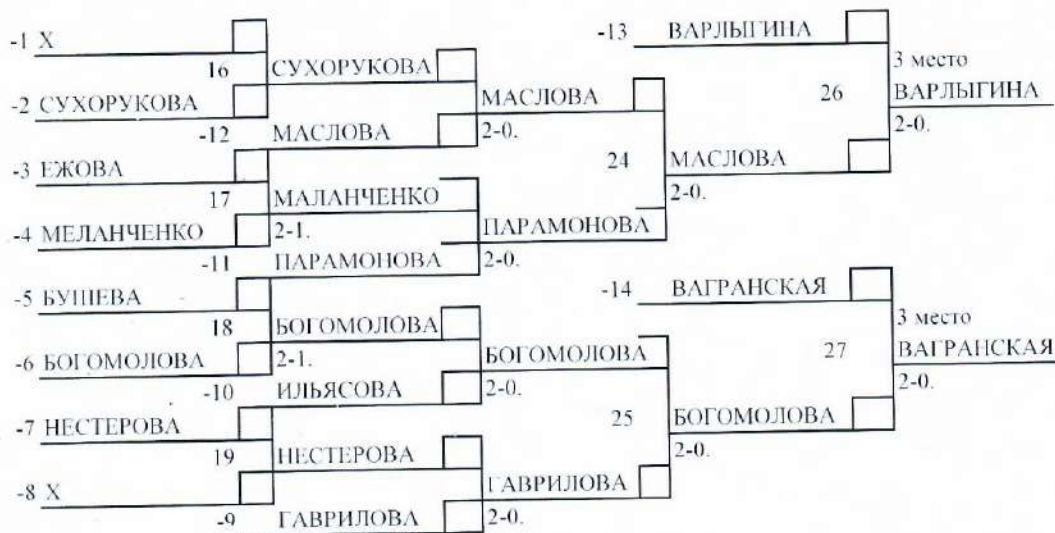 -1 X
-13 ВАРЛЫГИНА
16 СУХОРУКОВА
3 место
-2 СУХОРУКОВА
МАСЛОВА
26 ВАРЛЫГИНА
-12 МАСЛОВА
2-0.
2-0.
-3 ЕЖОВА
24 МАСЛОВА
17 МАЛАНЧЕНКО
2-0.
-4 МЕЛАНЧЕНКО
2-1.
ПАРАМОНОВА
-11 ПАРАМОНОВА
2-0.
-5 БУШЕВА
-14 ВАГРАНСКАЯ
18 БОГОМОЛОВА
3 место
-6 БОГОМОЛОВА
2-1.
БОГОМОЛОВА
27 ВАГРАНСКАЯ
-10 ИЛЬЯСОВА
2-0.
2-0.
-7 НЕСТЕРОВА
25 БОГОМОЛОВА
19 НЕСТЕРОВА
2-0.
-8 X
ГАВРИЛОВА
-9 ГАВРИЛОВА
2-0.